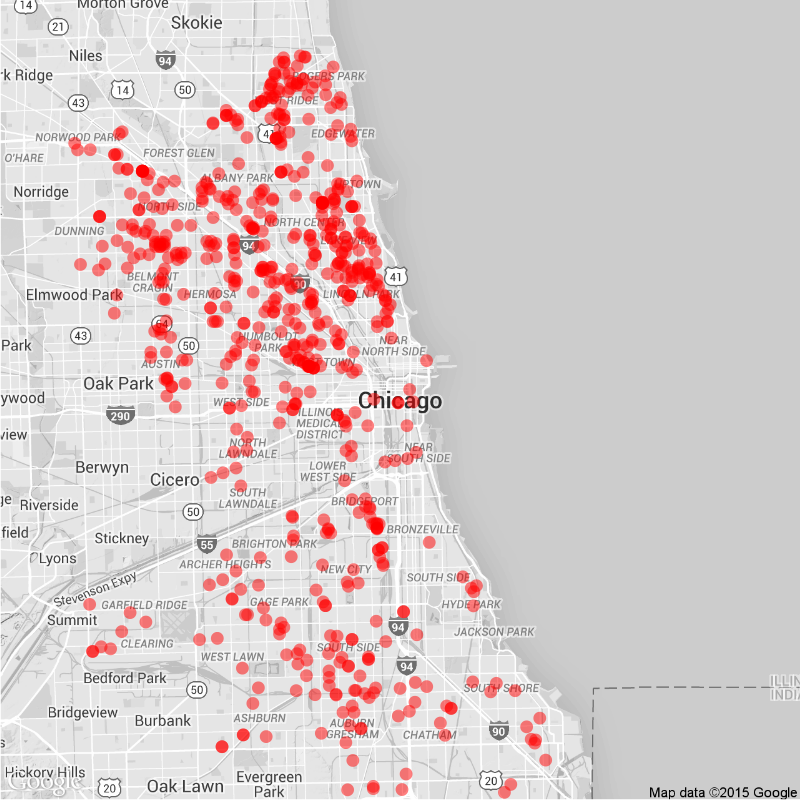 Morton Grove
14
21
Skokie
Niles
94
rk Ridge
ROGERS PARK
14
50
43
RIDGE
41
NORWOOD PARK
EDGEWATER
O'HARE
FOREST GLEN
ALBANY PARK
UPTOWN
Norridge
NORTH SIDE
NORTH CENTER
DUNNING
94
BELMONT
CRAGIN
41
90
Elmwood Park
HERMOSA
LINCOLN PARK
64
43
50
HUMBOLDT
PARK
NEAR
NORTH SIDE
Park
AUSTIN
TOWN
Oak Park
ywood
WEST SIDE
Chicago
290
ILLINOIS
MEDICAL
DISTRICT
view
NORTH
LAWNDALE
NEAR
SOUTH SIDE
Berwyn
LOWER
WEST SIDE
Cicero
SOUTH
LAWNDALE
ge
Riverside
50
BRIDGEPORT
field
Stickney
BRONZEVILLE
55
BRIGHTON PARK
Lyons
ARCHER HEIGHTS
NEW CITY
SOUTH SIDE
Stevenson Expy
GARFIELD RIDGE
GAGE PARK
HYDE PARK
Summit
94
JACKSON PARK
CLEARING
SOUTH SIDE
WEST LAWN
94
Bedford Park
50
SOUTH SHORE
ILLIN
INDIA
Bridgeview
Burbank
ASHBURN
AUBURN
GRESHAM
CHATHAM
90
s
Hickory Hills
Google
20
Oak Lawn
Evergreen
Park
20
Map data ©2015 Google